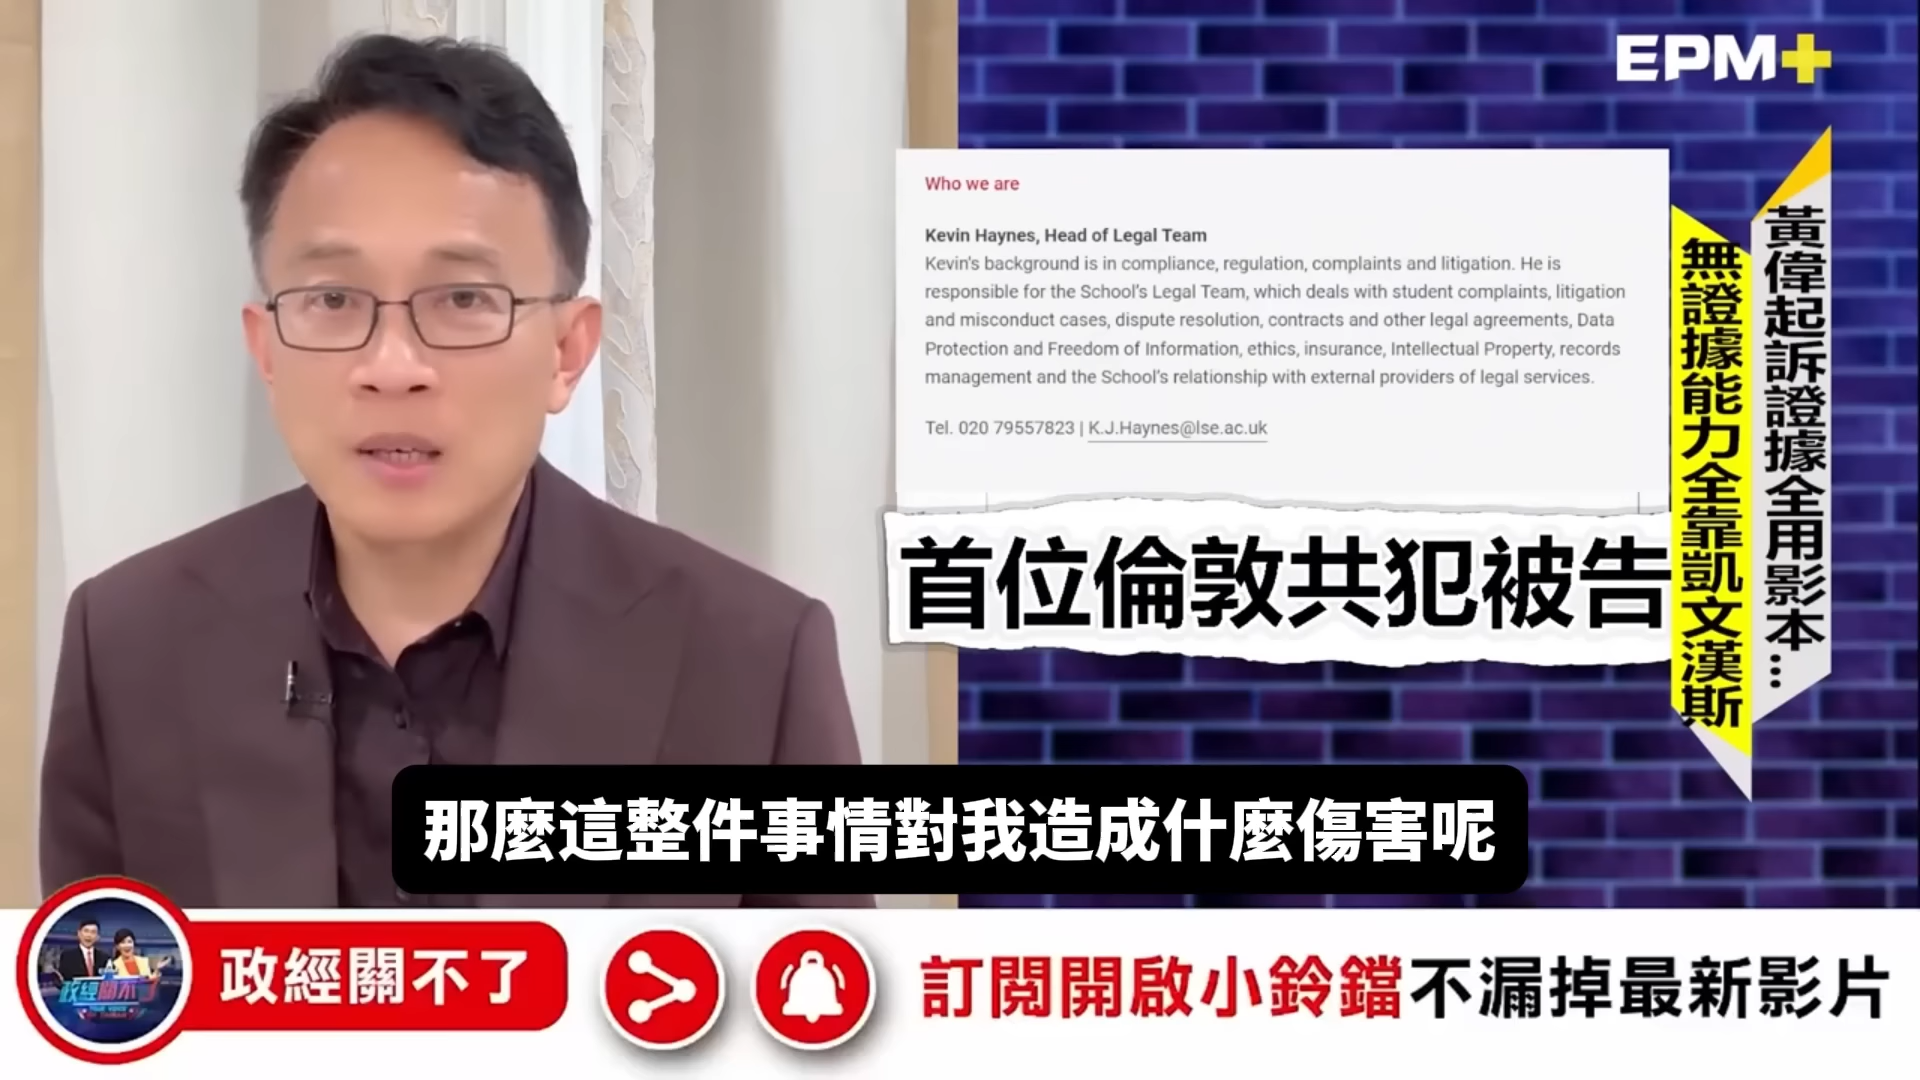 EPM+
Who we are
Kevin Haynes, Head of Legal Team
Kevin's background is in compliance, regulation, complaints and litigation. He is
responsible for the School's Legal Team, which deals with student complaints, litigation
and misconduct cases, dispute resolution, contracts and other legal agreements, Data
Protection and Freedom of Information, ethics, insurance, Intellectual Property, records
management and the School's relationship with external providers of legal services.
Tel. 020 79557823 | K.J.Haynes@lse.ac.uk
首位倫敦共犯被告
黃偉起訴證據全用影本...
無證據能力全靠凱文漢斯
那麼這整件事情對我造成什麼傷害呢
政經關不了
政經關不了
訂閱開啟小鈴鐺不漏掉最新影片